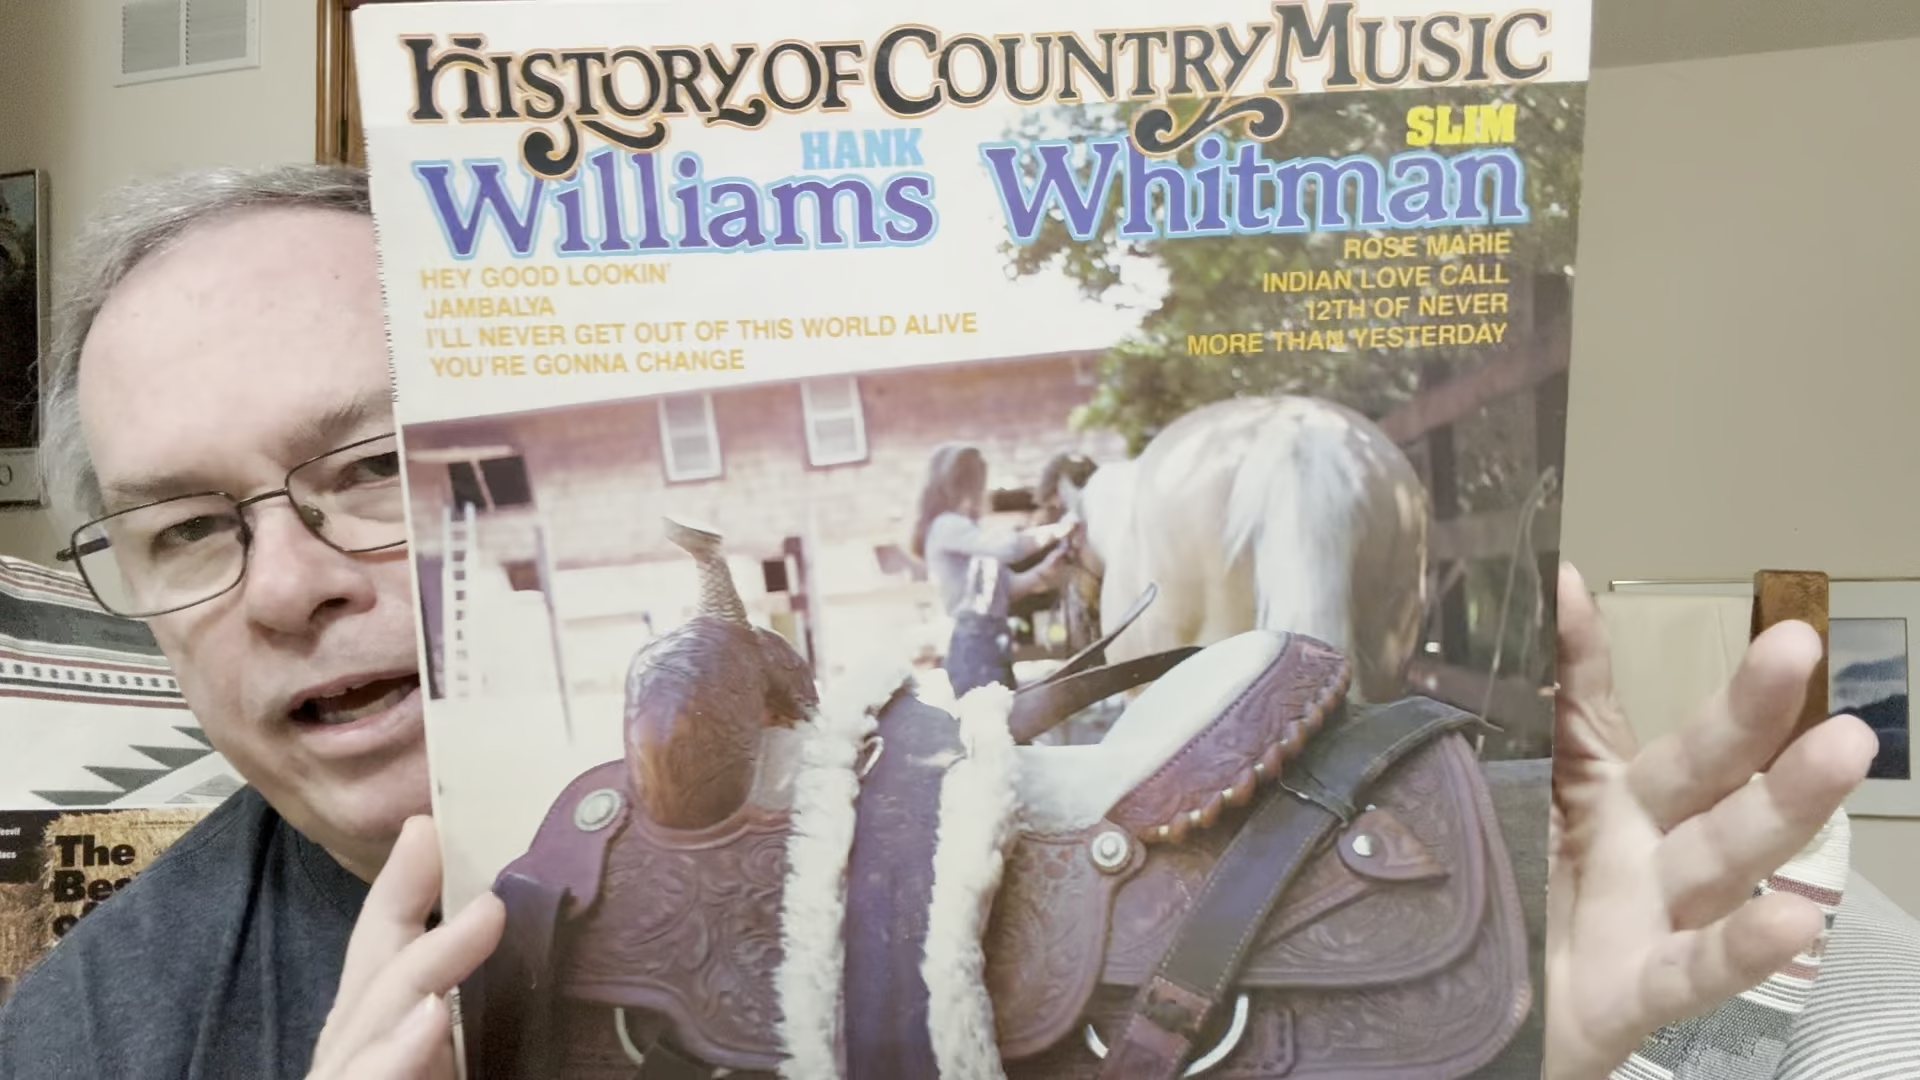 HISTORY OF COUNTRY MUSIC
HANK
Williams
HEY GOOD LOOKIN'
JAMBALYA
I'LL NEVER GET OUT OF THIS WORLD ALIVE
YOU'RE GONNA CHANGE
SLIM
Whitman
ROSE MARIE
INDIAN LOVE CALL
12TH OF NEVER
MORE THAN YESTERDAY
The